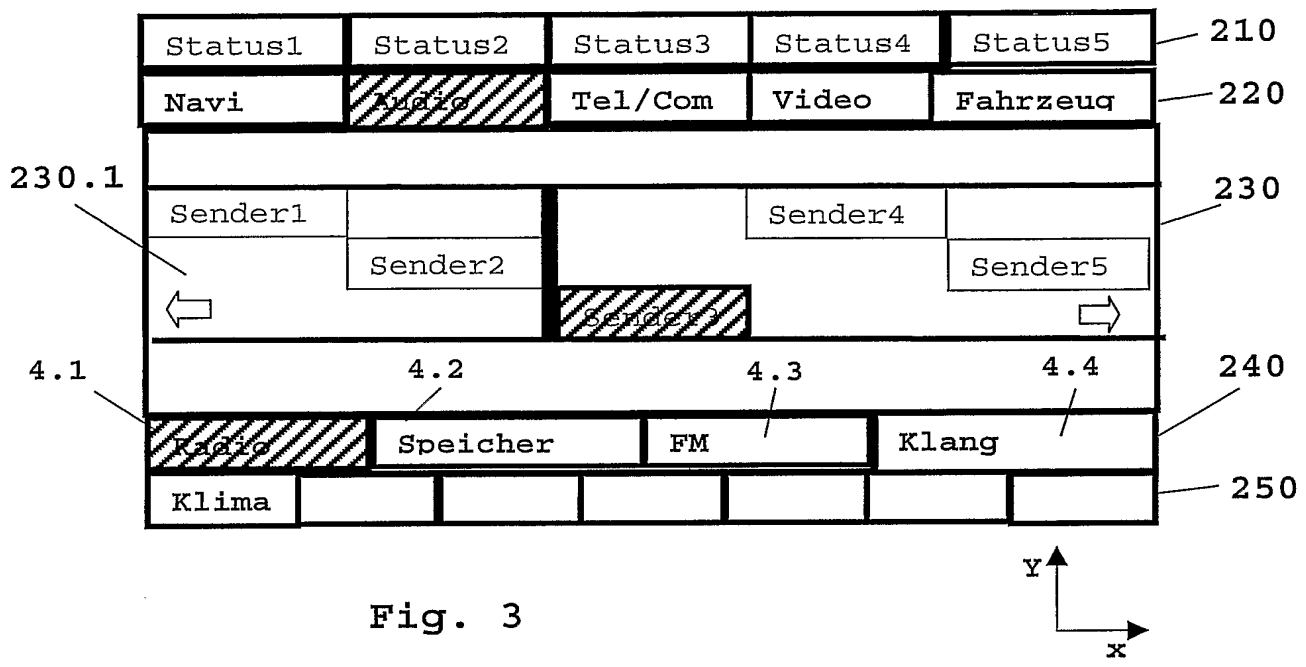 Status1 Status2 Status3 Status4 Status5 210
Navi Audio Tel/Com Video Fahrzeug 220
230.1
230
Sender1 Sender4
Sender2 Sender5
Sender3
4.1 4.2 4.3 4.4 240
Radio Speicher FM Klang
Klima 250
Y
Fig. 3
x